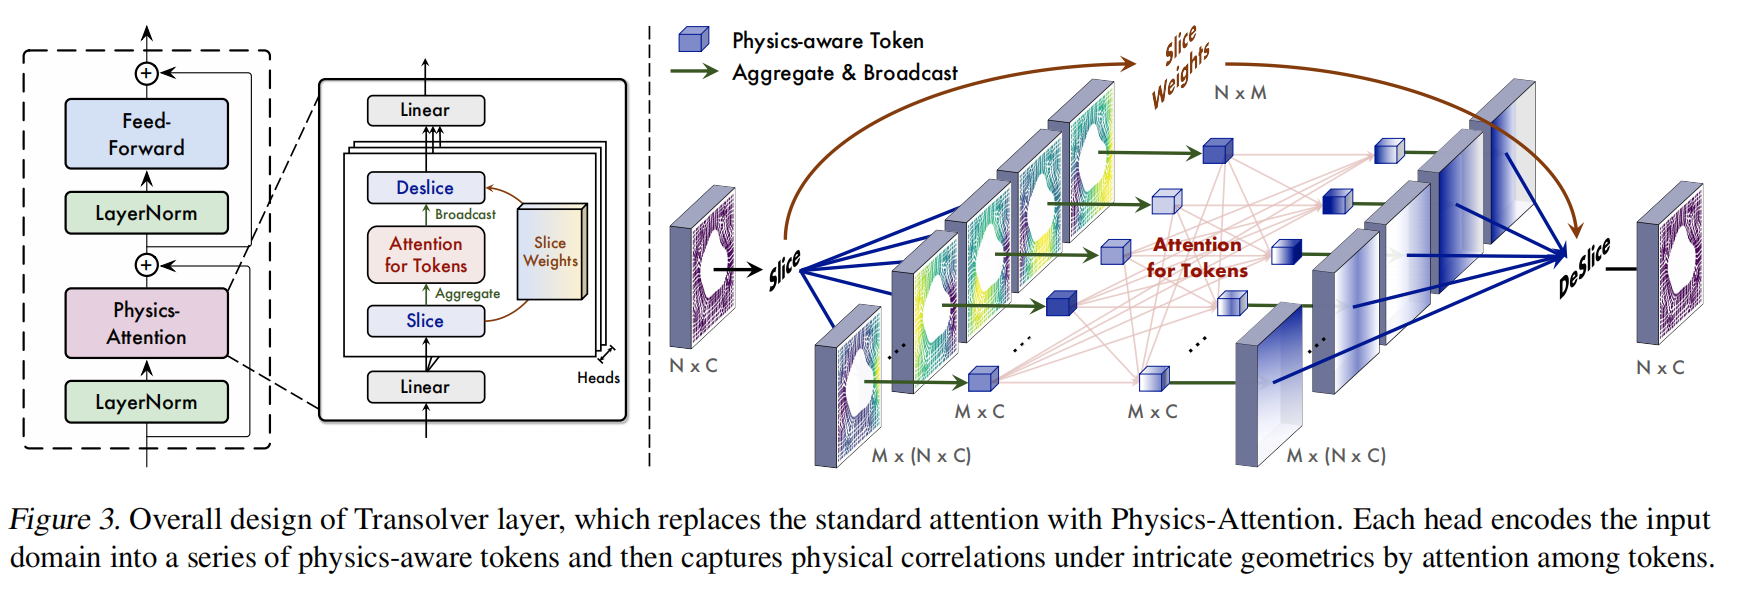 Feed-
Forward
LayerNorm
Physics-
Attention
LayerNorm
Linear
Deslice
Broadcast
Attention
for Tokens
Slice
Weights
Aggregate
Slice
Heads
Linear
Physics-aware Token
Aggregate & Broadcast
Slice
Weights
N x M
N x C
Slice
Attention
for Tokens
M x C
M x C
M x (N x C)
M x (N x C)
DeSlice
N x C
Figure 3. Overall design of Transolver layer, which replaces the standard attention with Physics-Attention. Each head encodes the input
domain into a series of physics-aware tokens and then captures physical correlations under intricate geometrics by attention among tokens.